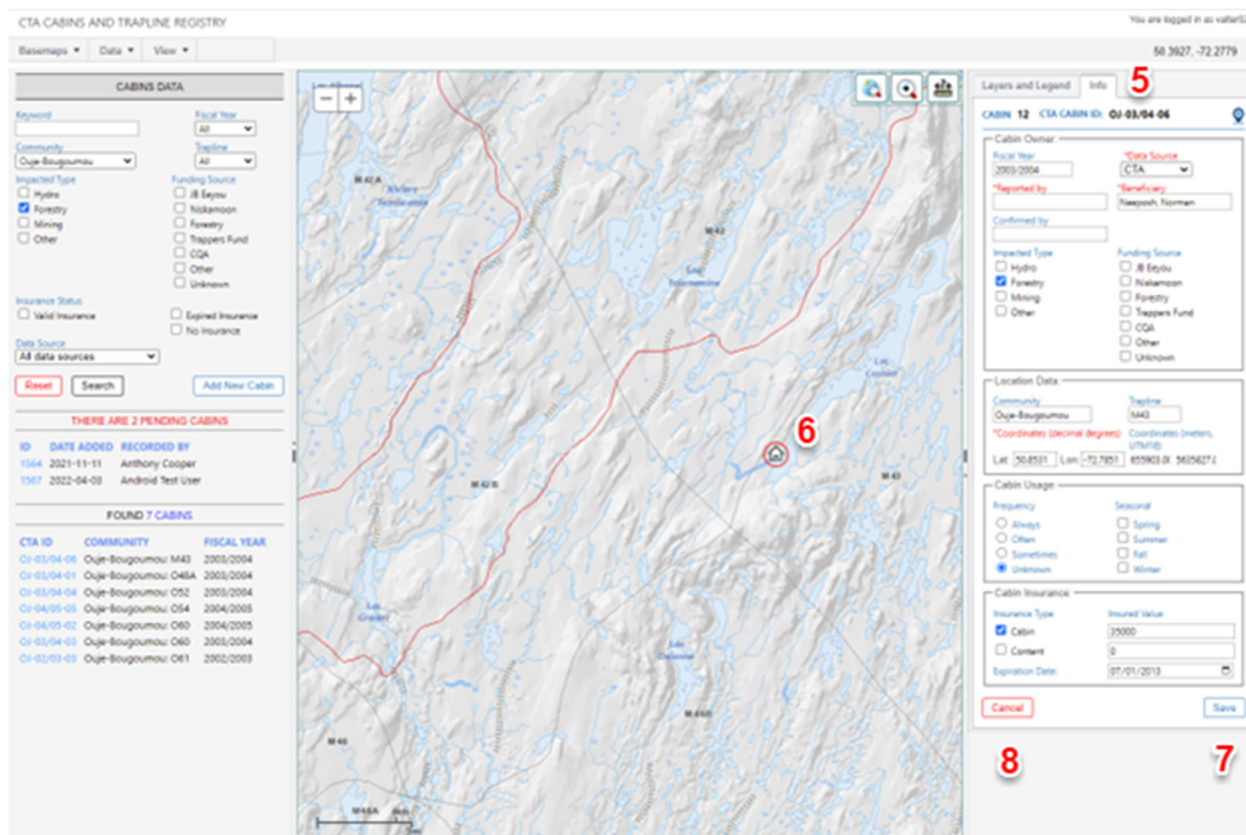 CTA CABINS AND TRAPLINE REGISTRY
You are logged in as
Basemaps ▾ Data ▾ View ▾
50.3927, -72.2779
CABINS DATA
Keyword Fiscal Year
All
Community Trapline
Ouje-Bougoumou All
Impacted Type Funding Source
Hydro JB Eeyou
Forestry Niskamoon
Mining Forestry
Other Trappers Fund
CQA
Other
Unknown
Insurance Status
Valid Insurance Expired Insurance
No Insurance
Data Source
All data sources
Reset Search Add New Cabin
THERE ARE 2 PENDING CABINS
ID DATE ADDED RECORDED BY
1564 2021-11-11 Anthony Cooper
1567 2022-04-03 Android Test User
FOUND 7 CABINS
CTA ID COMMUNITY FISCAL YEAR
OJ-03/04-06 Ouje-Bougoumou: M43 2003/2004
OJ-03/04-01 Ouje-Bougoumou: O48A 2003/2004
OJ-03/04-04 Ouje-Bougoumou: O52 2003/2004
OJ-04/05-05 Ouje-Bougoumou: O54 2004/2005
OJ-04/05-02 Ouje-Bougoumou: O60 2004/2005
OJ-03/04-03 Ouje-Bougoumou: O60 2003/2004
OJ-02/03-03 Ouje-Bougoumou: O61 2002/2003
− +
M 42A
Rivière
M 43
Lac
Lac
6
M 42 B
M 43
Lac
Lac
M 46B
M 46
M 46A
5
Layers and Legend Info
CABIN 12 CTA CABIN ID: OJ-03/04-06
Cabin Owner
Fiscal Year *Data Source
2003/2004 CTA
*Reported by *Beneficiary
Neeposh, Norman
Confirmed by
Impacted Type Funding Source
Hydro JB Eeyou
Forestry Niskamoon
Mining Forestry
Other Trappers Fund
CQA
Other
Unknown
Location Data
Community Trapline
Ouje-Bougoumou M43
*Coordinates (decimal degrees) Coordinates (meters,
UTM18)
Lat: 50.8531 Lon: -72.7851
Cabin Usage
Frequency Seasonal
Always Spring
Often Summer
Sometimes Fall
Unknown Winter
Cabin Insurance
Insurance Type Insured Value
Cabin 35000
Content 0
Expiration Date: 07/01/2013
Cancel Save
8 7